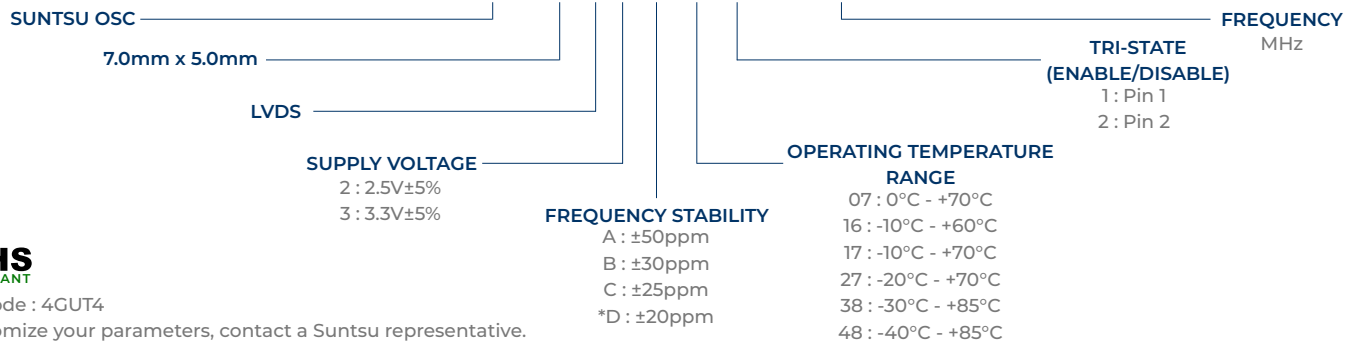 SUNTSU OSC
FREQUENCY
MHz
7.0mm x 5.0mm
TRI-STATE
(ENABLE/DISABLE)
1 : Pin 1
2 : Pin 2
LVDS
SUPPLY VOLTAGE
2 : 2.5V±5%
3 : 3.3V±5%
FREQUENCY STABILITY
A : ±50ppm
B : ±30ppm
C : ±25ppm
*D : ±20ppm
OPERATING TEMPERATURE
RANGE
07 : 0°C - +70°C
16 : -10°C - +60°C
17 : -10°C - +70°C
27 : -20°C - +70°C
38 : -30°C - +85°C
48 : -40°C - +85°C
HS
ANT
ode : 4GUT4
omize your parameters, contact a Suntsu representative.